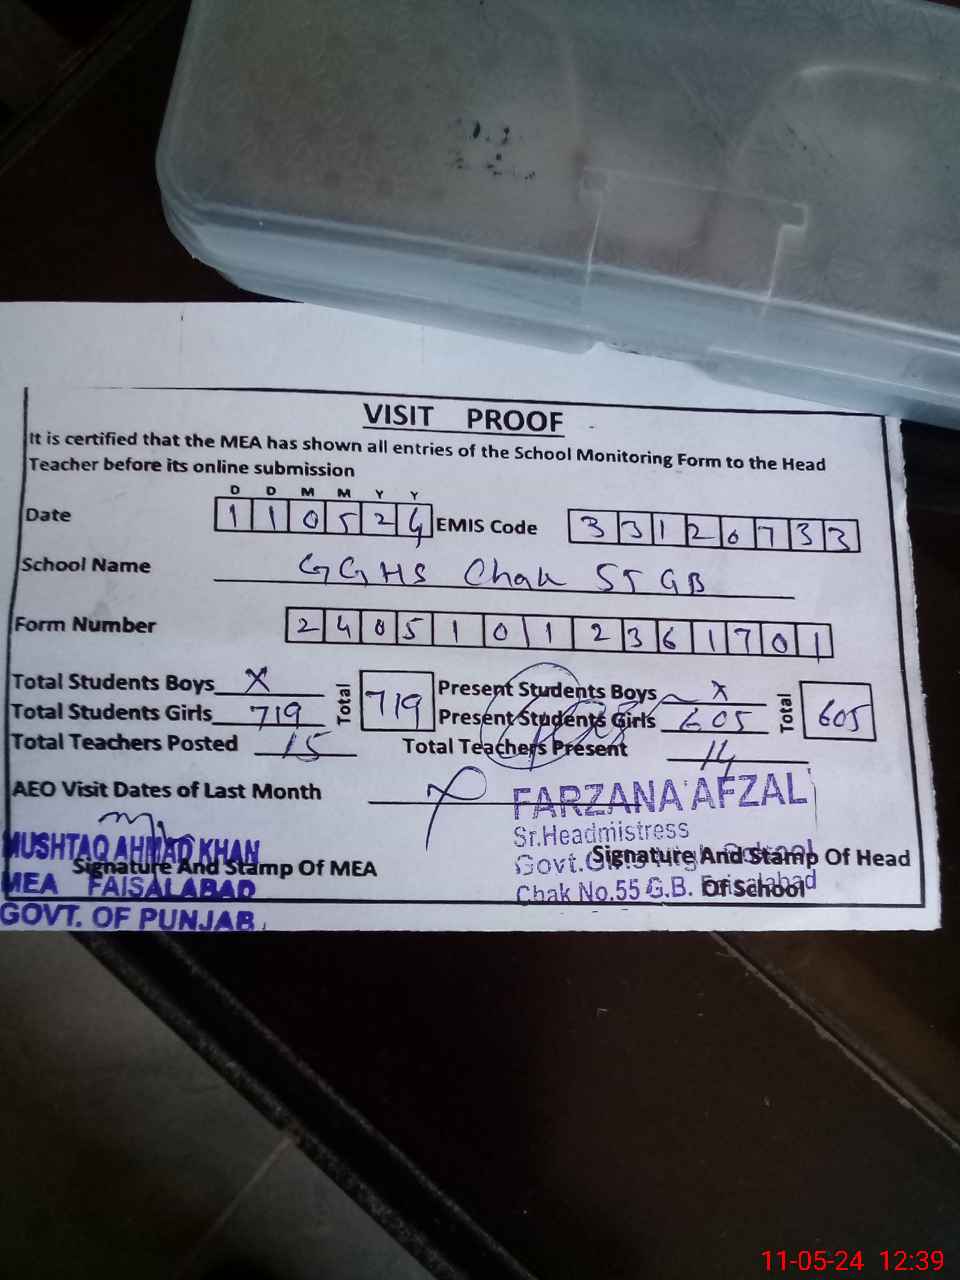 VISIT PROOF
It is certified that the MEA has shown all entries of the School Monitoring Form to the Head
Teacher before its online submission
D D M M Y Y
Date 1 1 0 5 2 4 EMIS Code 3 3 1 2 0 7 3 3
School Name GGHS Chak 55 GB
Form Number 2 4 0 5 1 0 1 2 3 6 1 7 0 1
Total Students Boys X Total 719 Present Students Boys X Total 605
Total Students Girls 719 Present Students Girls 605
Total Teachers Posted 15 Total Teachers Present 14
AEO Visit Dates of Last Month
FARZANA AFZAL
Sr.Headmistress
MUSHTAQ AHMAD KHAN
Signature And Stamp Of MEA
Govt. Signature And Stamp Of Head
MEA FAISALABAD
Chak No.55 G.B. Faisalabad
Of School
GOVT. OF PUNJAB
11-05-24 12:39